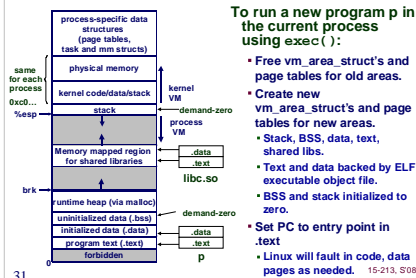 process-specific data
structures
(page tables,
task and mm structs)
physical memory
kernel code/data/stack
same
for each
process
0xc0…
%esp
stack
kernel
VM
demand-zero
process
VM
Memory mapped region
for shared libraries
.data
.text
libc.so
brk
runtime heap (via malloc)
demand-zero
uninitialized data (.bss)
initialized data (.data)
.data
program text (.text)
.text
forbidden
p
0
31
To run a new program p in
the current process
using exec():
▪ Free vm_area_struct's and
page tables for old areas.
▪ Create new
vm_area_struct's and page
tables for new areas.
▪ Stack, BSS, data, text,
shared libs.
▪ Text and data backed by ELF
executable object file.
▪ BSS and stack initialized to
zero.
▪ Set PC to entry point in
.text
▪ Linux will fault in code, data
pages as needed.
15-213, S'08